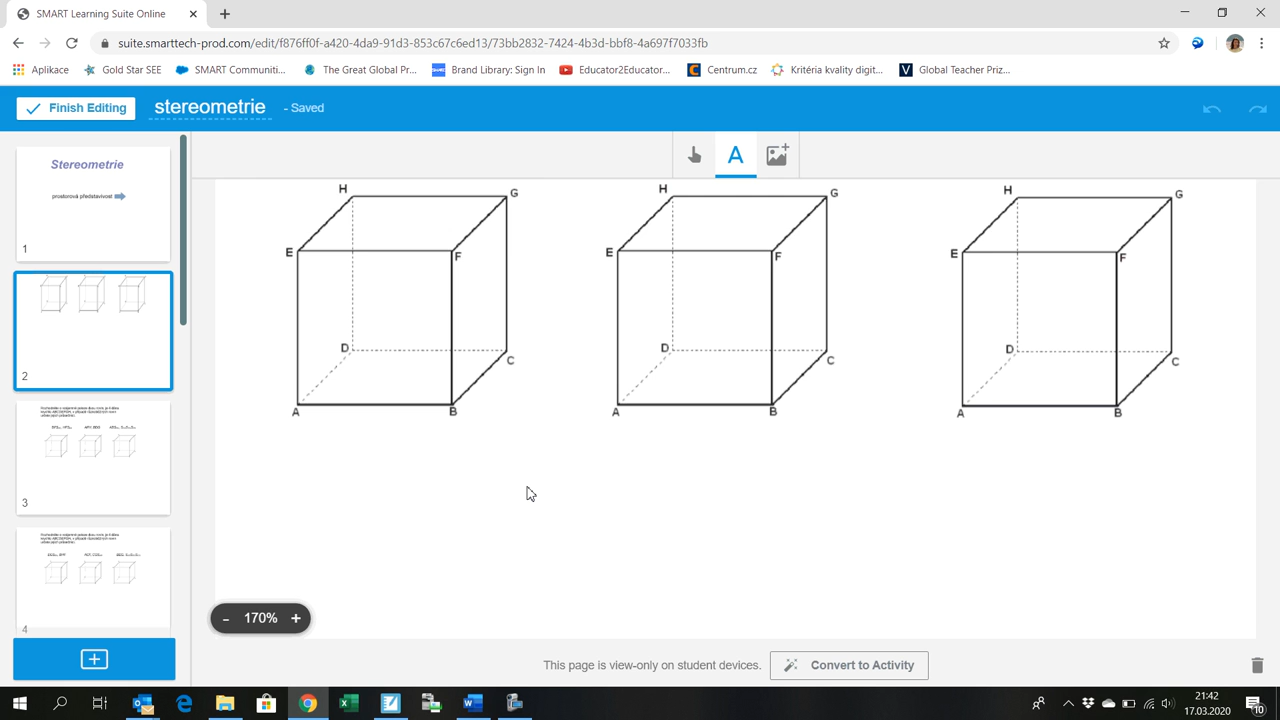 SMART Learning Suite Online
suite.smarttech-prod.com/edit/f876ff0f-a420-4da9-91d3-853c67c6ed13/73bb2832-7424-4b3d-bbf8-4a697f7033fb
Aplikace
Gold Star SEE
SMART Communiti...
The Great Global Pr...
Brand Library: Sign In
Educator2Educator...
Centrum.cz
Kritéria kvality digit...
Global Teacher Priz...
Finish Editing
stereometrie
- Saved
Stereometrie
prostorová představivost
1
2
3
4
H G E F D C A B
H G E F D C A B
H G E F D C A B
- 170% +
This page is view-only on student devices.
Convert to Activity
21:42
17.03.2020
10